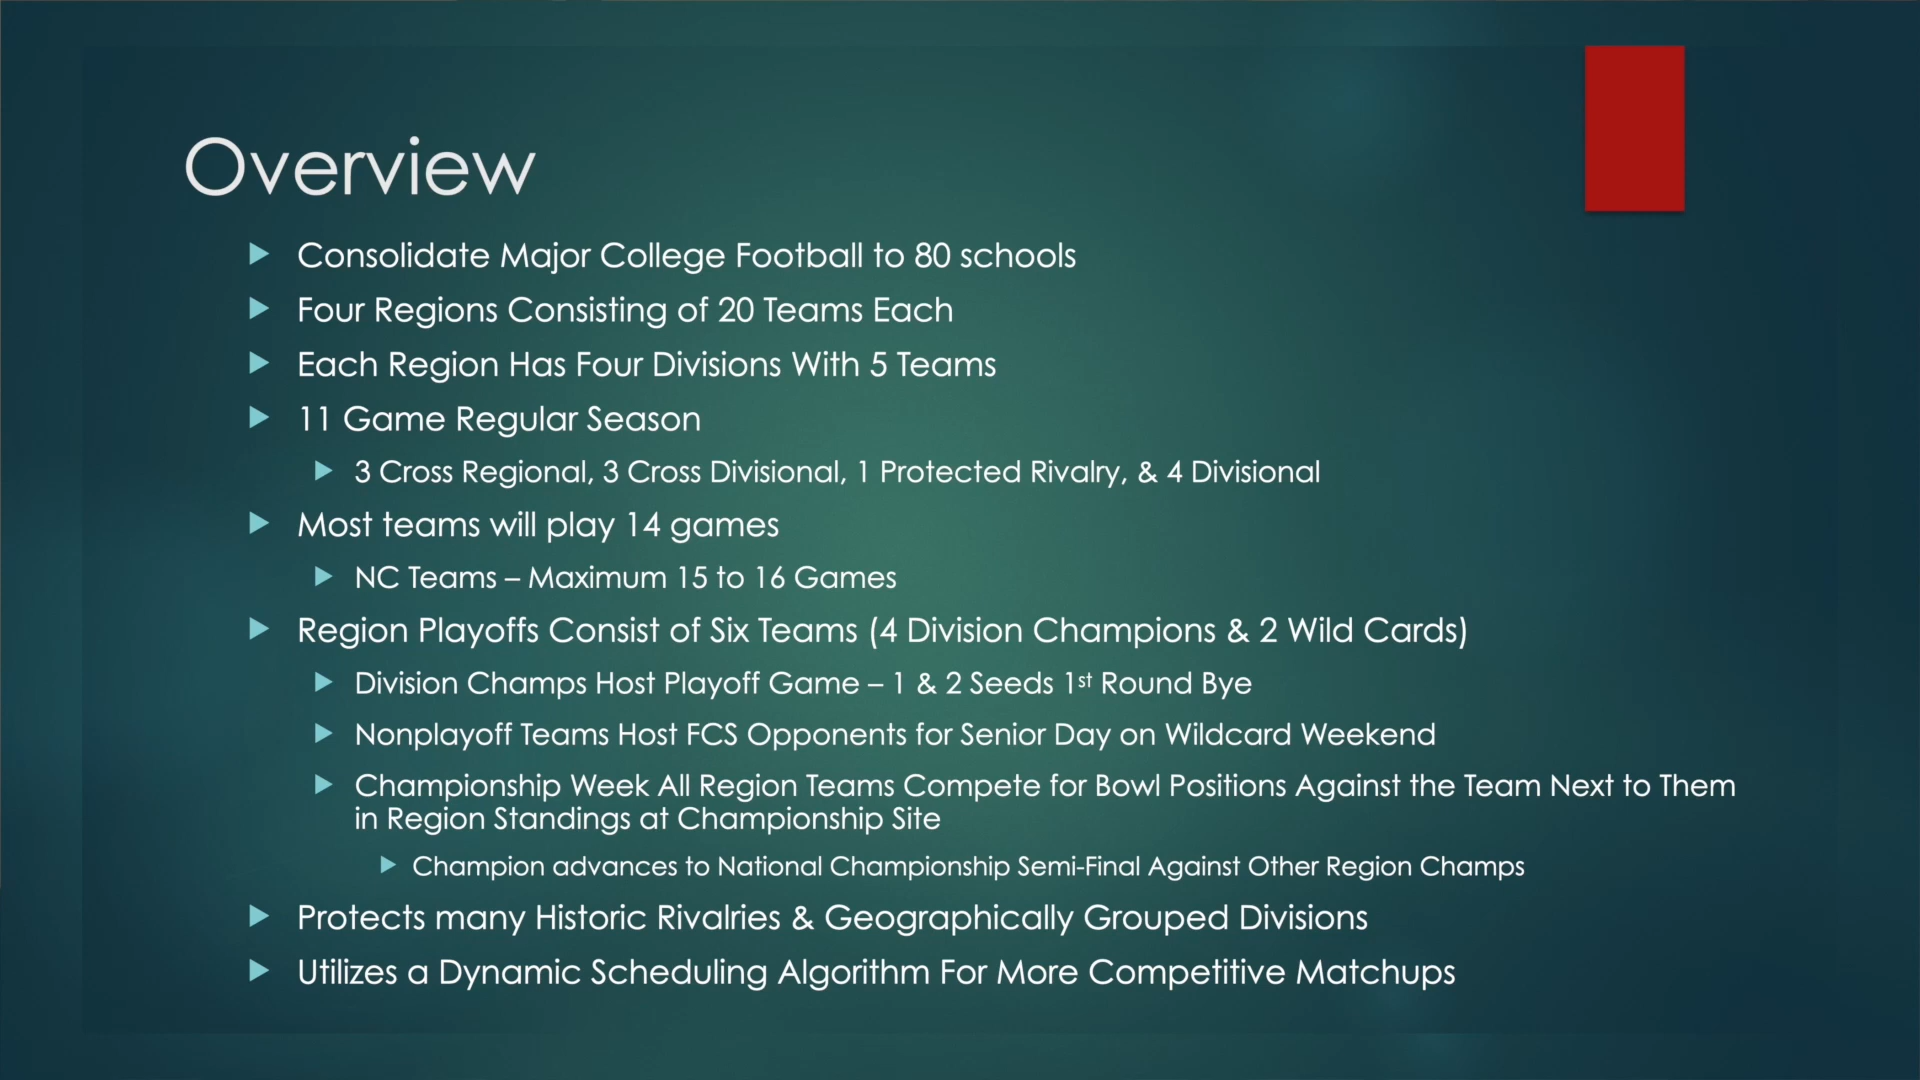 Overview
Consolidate Major College Football to 80 schools
Four Regions Consisting of 20 Teams Each
Each Region Has Four Divisions With 5 Teams
11 Game Regular Season
3 Cross Regional, 3 Cross Divisional, 1 Protected Rivalry, & 4 Divisional
Most teams will play 14 games
NC Teams – Maximum 15 to 16 Games
Region Playoffs Consist of Six Teams (4 Division Champions & 2 Wild Cards)
Division Champs Host Playoff Game – 1 & 2 Seeds 1st Round Bye
Nonplayoff Teams Host FCS Opponents for Senior Day on Wildcard Weekend
Championship Week All Region Teams Compete for Bowl Positions Against the Team Next to Them
in Region Standings at Championship Site
Champion advances to National Championship Semi-Final Against Other Region Champs
Protects many Historic Rivalries & Geographically Grouped Divisions
Utilizes a Dynamic Scheduling Algorithm For More Competitive Matchups